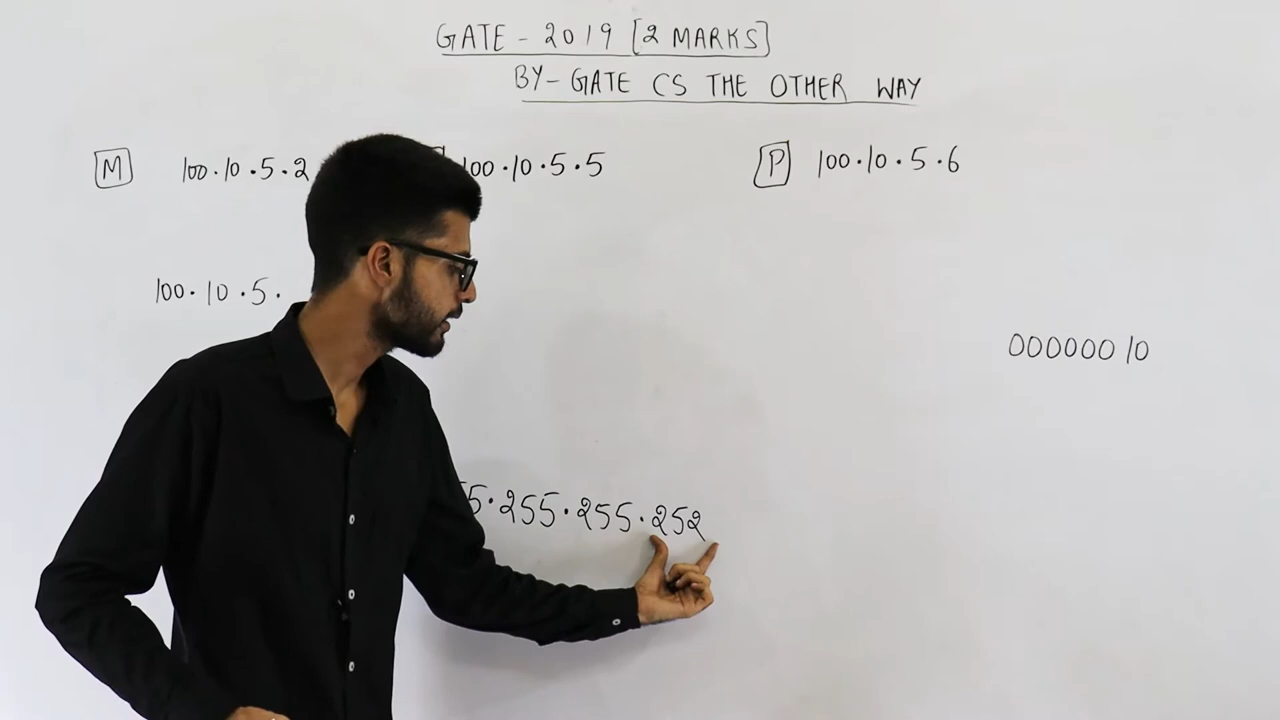 GATE - 2019 [2 MARKS]
BY- GATE CS THE OTHER WAY
M 100.10.5.2 100.10.5.5 P 100.10.5.6
100.10.5.
00000010
5.255.255.252